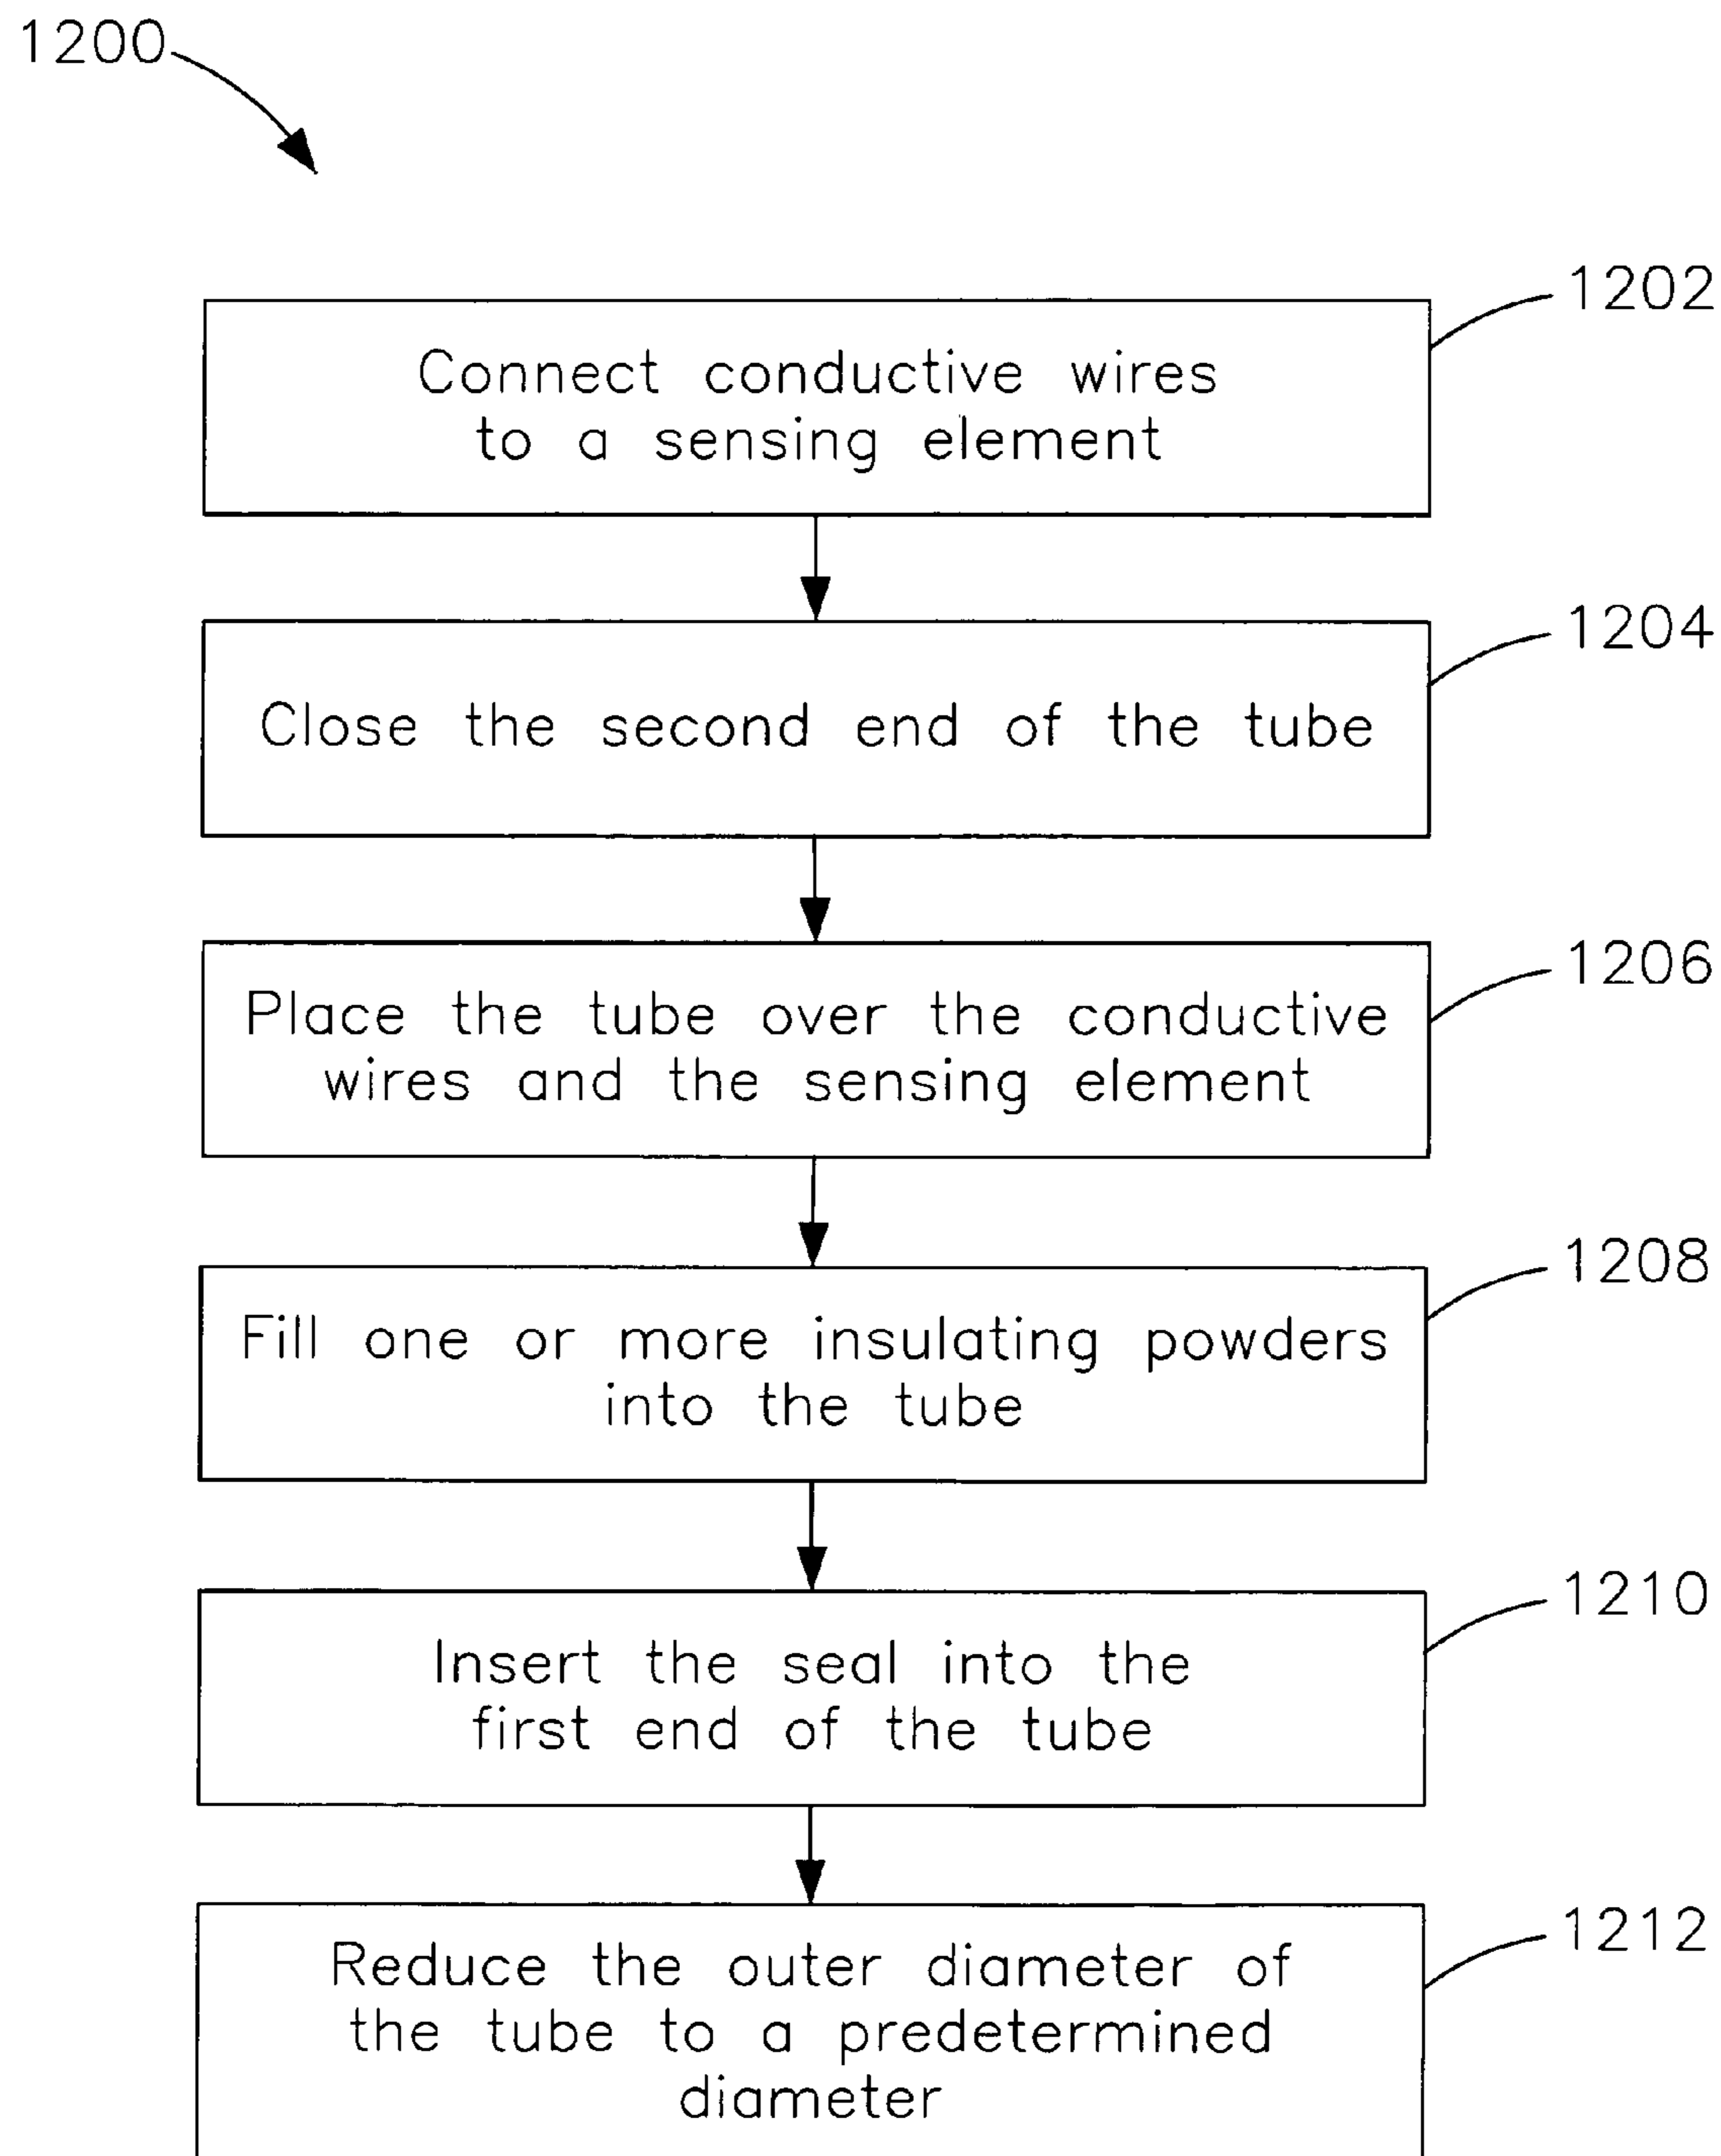 1200
1202
Connect conductive wires
to a sensing element
1204
Close the second end of the tube
1206
Place the tube over the conductive
wires and the sensing element
1208
Fill one or more insulating powders
into the tube
1210
Insert the seal into the
first end of the tube
1212
Reduce the outer diameter of
the tube to a predetermined
diameter